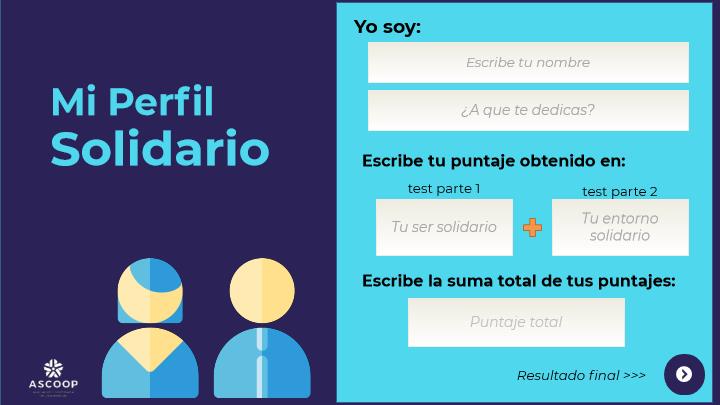 Mi Perfil
Solidario
ASCOOP
Yo soy:
Escribe tu nombre
¿A que te dedicas?
Escribe tu puntaje obtenido en:
test parte 1
test parte 2
Tu ser solidario
Tu entorno
solidario
Escribe la suma total de tus puntajes:
Puntaje total
Resultado final >>>